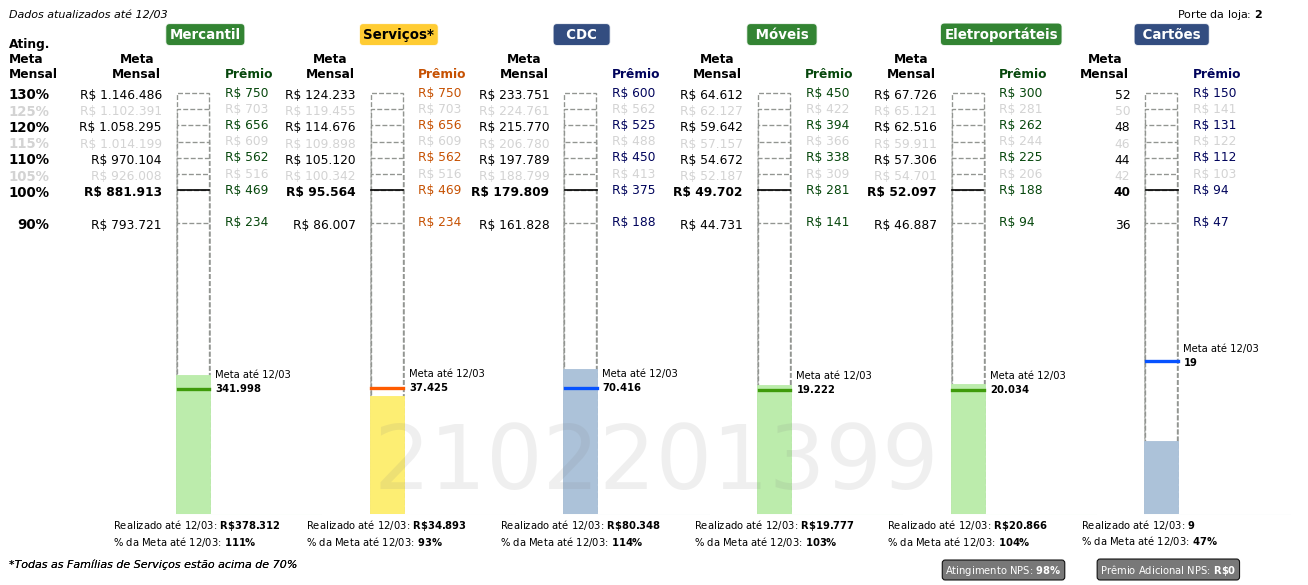 Dados atualizados até 12/03
Porte da loja: 2
Mercantil Serviços* CDC Móveis Eletroportáteis Cartões
Ating. Meta Mensal
Meta Mensal Prêmio Meta Mensal Prêmio Meta Mensal Prêmio Meta Mensal Prêmio Meta Mensal Prêmio Meta Mensal Prêmio
130% R$ 1.146.486 R$ 750 R$ 124.233 R$ 750 R$ 233.751 R$ 600 R$ 64.612 R$ 450 R$ 67.726 R$ 300 52 R$ 150
125% R$ 1.102.391 R$ 703 R$ 119.455 R$ 703 R$ 224.761 R$ 562 R$ 62.127 R$ 422 R$ 65.121 R$ 281 50 R$ 141
120% R$ 1.058.295 R$ 656 R$ 114.676 R$ 656 R$ 215.770 R$ 525 R$ 59.642 R$ 394 R$ 62.516 R$ 262 48 R$ 131
115% R$ 1.014.199 R$ 609 R$ 109.898 R$ 609 R$ 206.780 R$ 488 R$ 57.157 R$ 366 R$ 59.911 R$ 244 46 R$ 122
110% R$ 970.104 R$ 562 R$ 105.120 R$ 562 R$ 197.789 R$ 450 R$ 54.672 R$ 338 R$ 57.306 R$ 225 44 R$ 112
105% R$ 926.008 R$ 516 R$ 100.342 R$ 516 R$ 188.799 R$ 413 R$ 52.187 R$ 309 R$ 54.701 R$ 206 42 R$ 103
100% R$ 881.913 R$ 469 R$ 95.564 R$ 469 R$ 179.809 R$ 375 R$ 49.702 R$ 281 R$ 52.097 R$ 188 40 R$ 94
90% R$ 793.721 R$ 234 R$ 86.007 R$ 234 R$ 161.828 R$ 188 R$ 44.731 R$ 141 R$ 46.887 R$ 94 36 R$ 47
Meta até 12/03
19
Meta até 12/03 Meta até 12/03 Meta até 12/03 Meta até 12/03 Meta até 12/03
341.998 37.425 70.416 19.222 20.034
2102201399
Realizado até 12/03: R$378.312 Realizado até 12/03: R$34.893 Realizado até 12/03: R$80.348 Realizado até 12/03: R$19.777 Realizado até 12/03: R$20.866 Realizado até 12/03: 9
% da Meta até 12/03: 111% % da Meta até 12/03: 93% % da Meta até 12/03: 114% % da Meta até 12/03: 103% % da Meta até 12/03: 104% % da Meta até 12/03: 47%
*Todas as Famílias de Serviços estão acima de 70%
Atingimento NPS: 98% Prêmio Adicional NPS: R$0